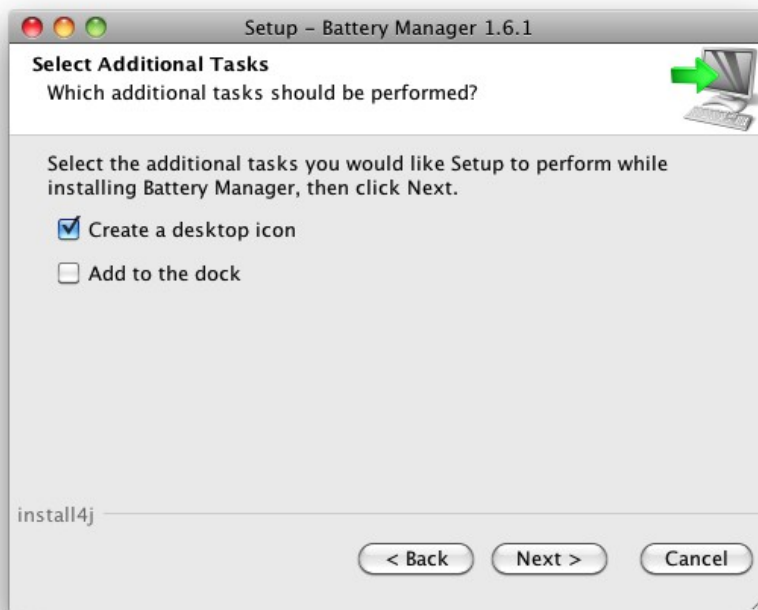 Setup – Battery Manager 1.6.1
Select Additional Tasks
Which additional tasks should be performed?
Select the additional tasks you would like Setup to perform while
installing Battery Manager, then click Next.
Create a desktop icon
Add to the dock
install4j
< Back Next > Cancel